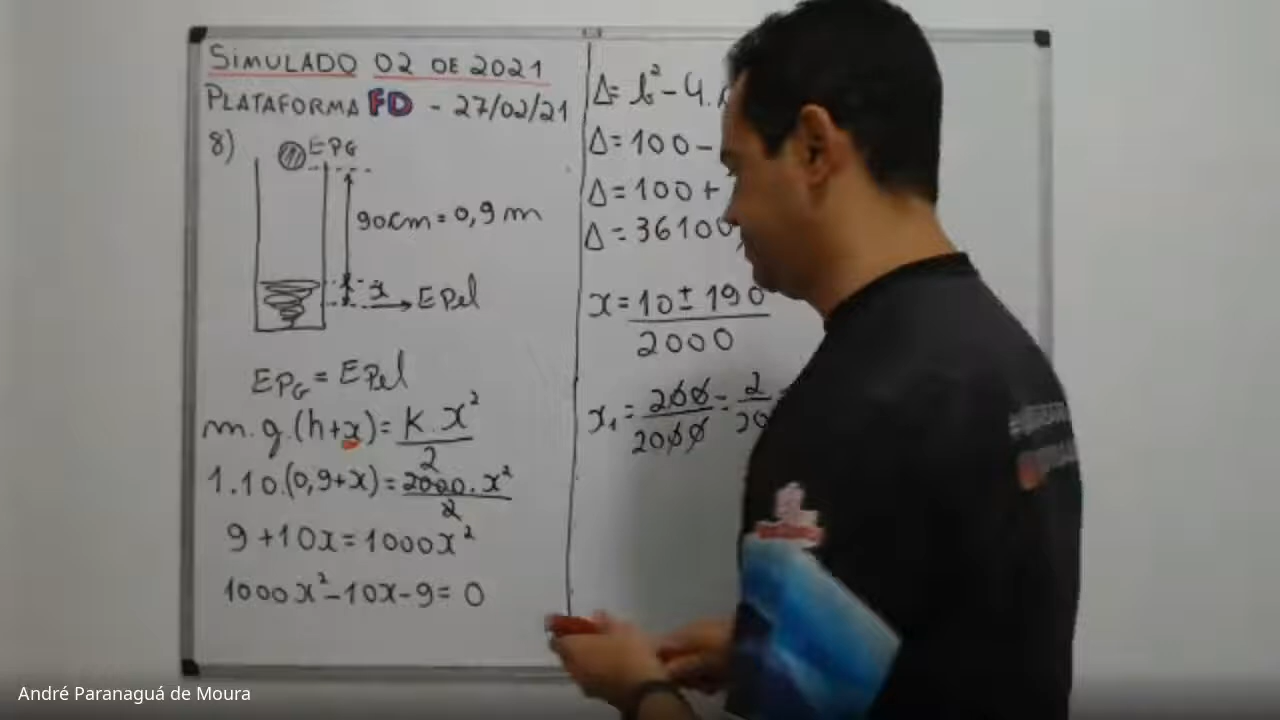 SIMULADO 02 DE 2021
PLATAFORMA FD - 27/02/21
8)
1 EPG
90cm = 0,9 m
x
EPel
EPG = EPel
m.g.(h+x) = K.x²/2
1.10.(0,9+x) = 2000.x²/2
9+10x = 1000x²
1000x²-10x-9 = 0
Δ = b²-4.
Δ = 100 -
Δ = 100 +
Δ = 36100
x = 10±190/2000
x₁ = 200/2000 = 2/20
André Paranaguá de Moura